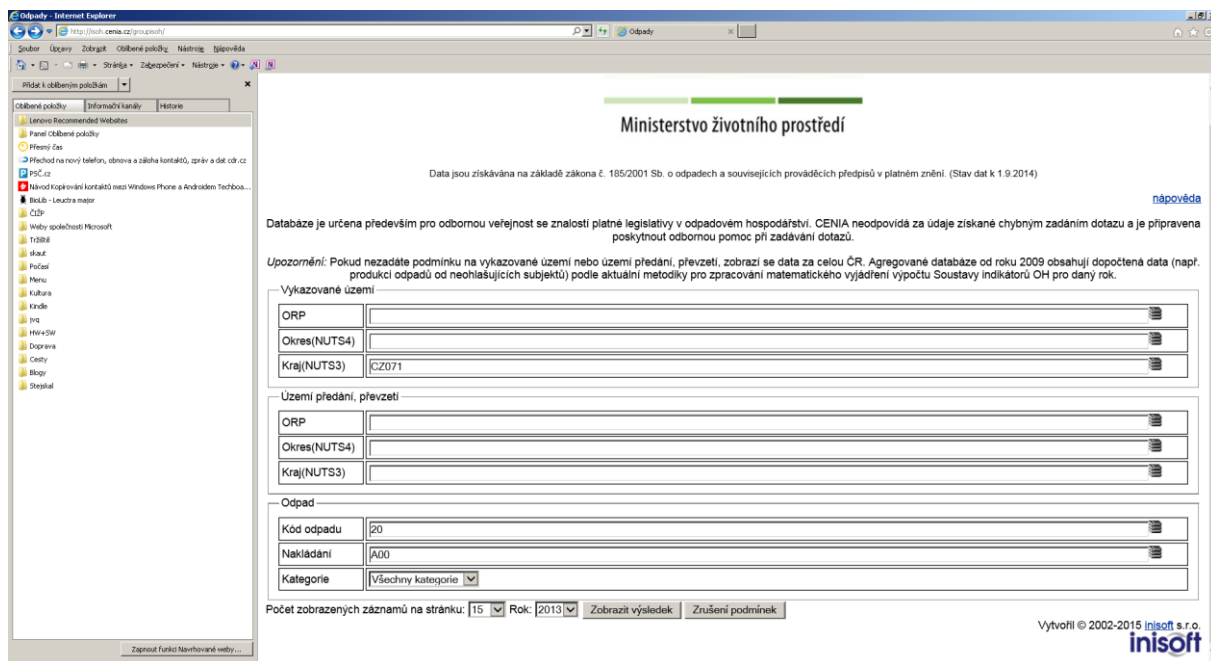 Odpady - Internet Explorer
http://isoh.cenia.cz/groupisoh/
Odpady
Soubor Úpravy Zobrazit Oblíbené položky Nástroje Nápověda
Stránka Zabezpečení Nástroje
Přidat k oblíbeným položkám
Oblíbené položky Informační kanály Historie
Lenovo Recommended Websites
Panel Oblíbené položky
Přesný čas
Přechod na nový telefon, obnova a záloha kontaktů, zpráv a dat cdr.cz
PSČ.cz
Návod Kopírování kontaktů mezi Windows Phone a Androidem Techboa...
BioLib - Leuctra major
ČIŽP
Weby společnosti Microsoft
Tržiště
skaut
Počasí
Menu
Kultura
Kindle
jvq
HW+SW
Doprava
Cesty
Blogy
Stejskal
Zapnout funkci Navrhované weby...
Ministerstvo životního prostředí
Data jsou získávána na základě zákona č. 185/2001 Sb. o odpadech a souvisejících prováděcích předpisů v platném znění. (Stav dat k 1.9.2014)
nápověda
Databáze je určena především pro odbornou veřejnost se znalostí platné legislativy v odpadovém hospodářství. CENIA neodpovídá za údaje získané chybným zadáním dotazu a je připravena
poskytnout odbornou pomoc při zadávání dotazů.
Upozornění: Pokud nezadáte podmínku na vykazované území nebo území předání, převzetí, zobrazí se data za celou ČR. Agregované databáze od roku 2009 obsahují dopočtená data (např.
produkci odpadů od neohlašujících subjektů) podle aktuální metodiky pro zpracování matematického vyjádření výpočtu Soustavy indikátorů OH pro daný rok.
Vykazované území
ORP
Okres(NUTS4)
Kraj(NUTS3) CZ071
Území předání, převzetí
ORP
Okres(NUTS4)
Kraj(NUTS3)
Odpad
Kód odpadu 20
Nakládání A00
Kategorie Všechny kategorie
Počet zobrazených záznamů na stránku: 15 Rok: 2013 Zobrazit výsledek Zrušení podmínek
Vytvořil © 2002-2015 inisoft s.r.o.
inisoft